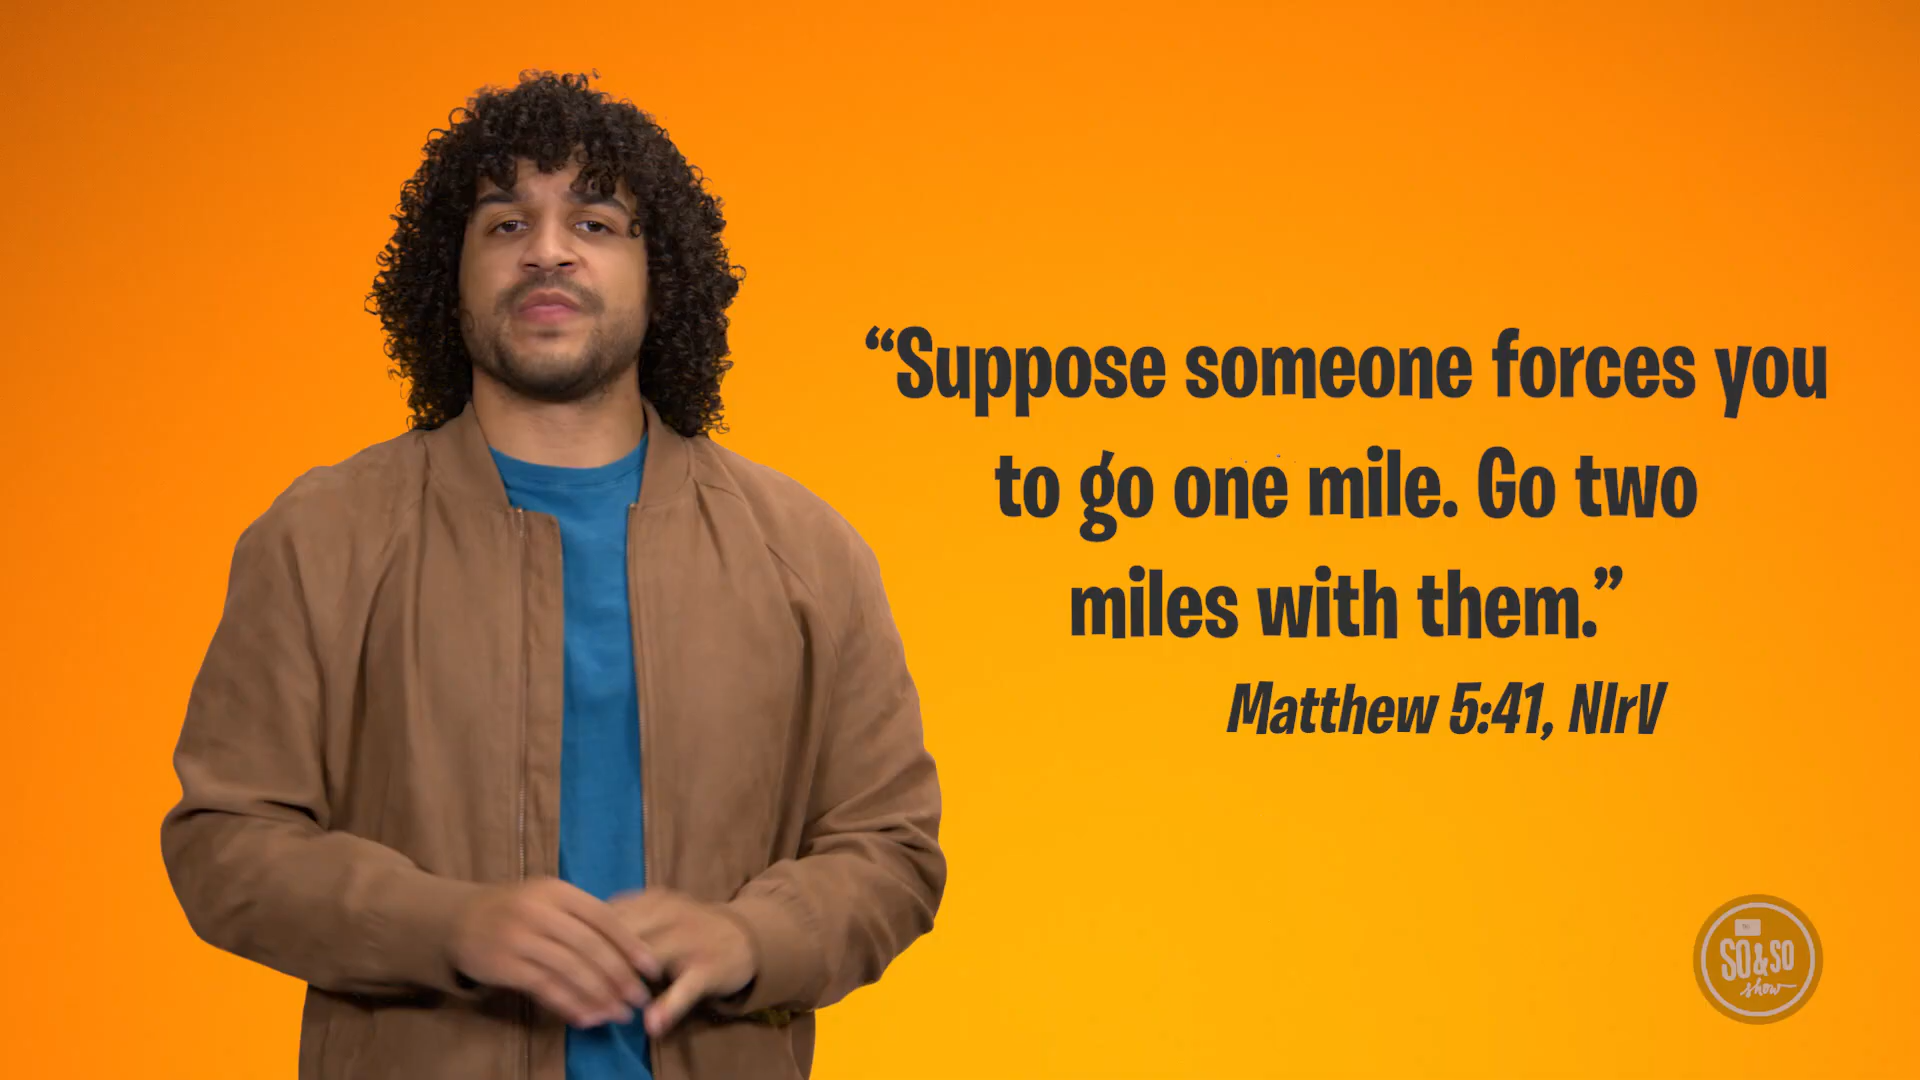 “Suppose someone forces you
to go one mile. Go two
miles with them.”
Matthew 5:41, NIrV
SO & SO
show